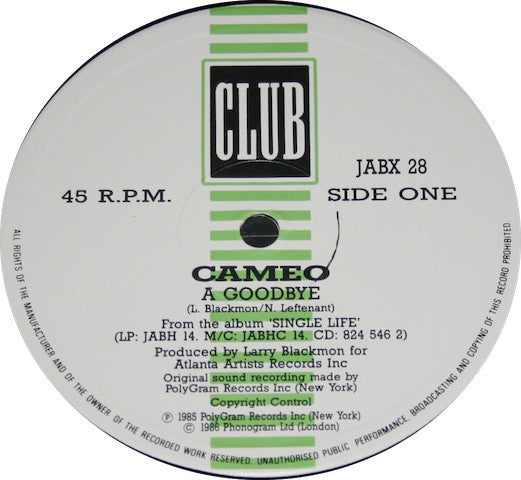 CLUB
JABX 28
45 R.P.M.
SIDE ONE
CAMEO
A GOODBYE
(L. Blackmon/N. Leftenant)
From the album 'SINGLE LIFE'
(LP: JABH 14. M/C: JABHC 14. CD: 824 546 2)
Produced by Larry Blackmon for
Atlanta Artists Records Inc
Original sound recording made by
PolyGram Records Inc (New York)
Copyright Control
℗ 1985 PolyGram Records Inc (New York)
© 1986 Phonogram Ltd (London)
ALL RIGHTS OF THE MANUFACTURER AND OF THE OWNER OF THE RECORDED WORK RESERVED. UNAUTHORISED PUBLIC PERFORMANCE, BROADCASTING AND COPYING OF THIS RECORD PROHIBITED.